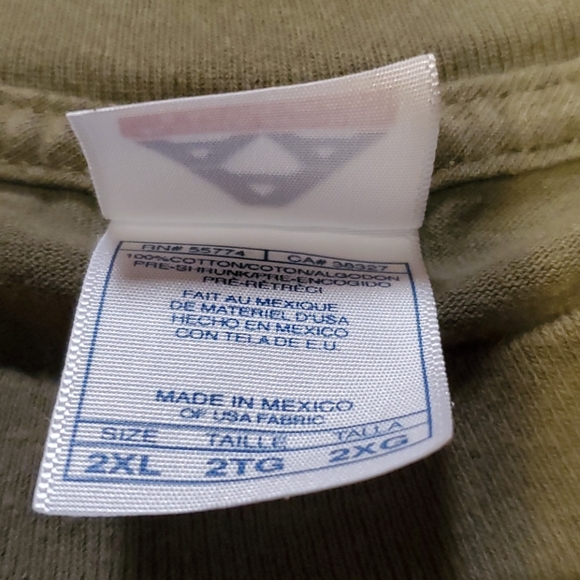 RN# 55774 CA# 38327
100%COTTON/COTON/ALGODON
PRE-SHRUNK/PRE-ENCOGIDO
PRÉ-RÉTRÉCI
FAIT AU MEXIQUE
DE MATERIEL D'USA
HECHO EN MEXICO
CON TELA DE E.U.
MADE IN MEXICO
OF USA FABRIC
SIZE TAILLE TALLA
2XL 2TG 2XG